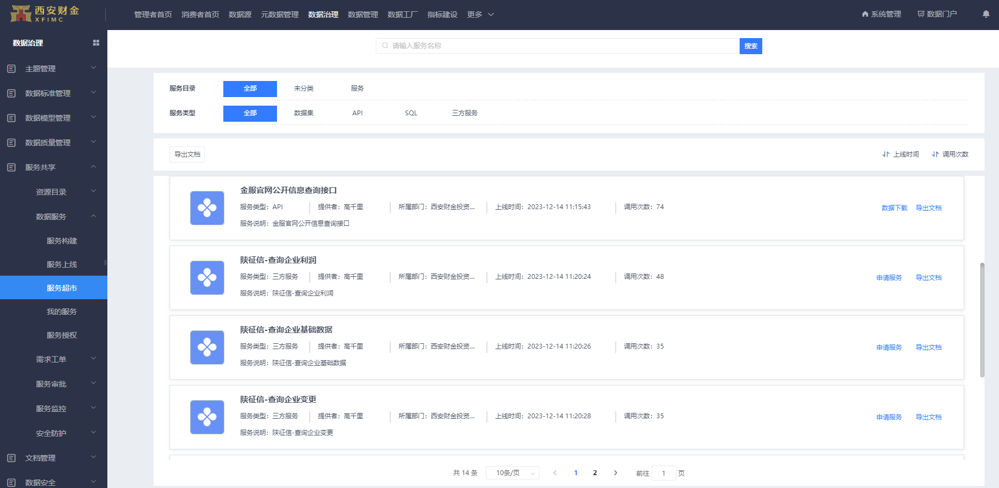 西安财金
XFIMC
管理者首页 消费者首页 数据源 元数据管理 数据治理 数据管理 数据工厂 指标建设 更多
系统管理 数据门户
数据治理
主题管理
数据标准管理
数据模型管理
数据质量管理
服务共享
资源目录
数据服务
服务构建
服务上线
服务超市
我的服务
服务授权
需求工单
服务审批
服务监控
安全防护
文档管理
数据安全
请输入服务名称 搜索
服务目录 全部 未分类 服务
服务类型 全部 数据集 API SQL 三方服务
导出文档 上线时间 调用次数
金服官网公开信息查询接口
服务类型：API 提供者：高千里 所属部门：西安财金投资... 上线时间：2023-12-14 11:15:43 调用次数：74
数据下载 导出文档
服务说明：金服官网公开信息查询接口
陕征信-查询企业利润
服务类型：三方服务 提供者：高千里 所属部门：西安财金投资... 上线时间：2023-12-14 11:20:24 调用次数：48
申请服务 导出文档
服务说明：陕征信-查询企业利润
陕征信-查询企业基础数据
服务类型：三方服务 提供者：高千里 所属部门：西安财金投资... 上线时间：2023-12-14 11:20:26 调用次数：35
申请服务 导出文档
服务说明：陕征信-查询企业基础数据
陕征信-查询企业变更
服务类型：三方服务 提供者：高千里 所属部门：西安财金投资... 上线时间：2023-12-14 11:20:28 调用次数：35
申请服务 导出文档
服务说明：陕征信-查询企业变更
共 14 条 10条/页 1 2 前往 1 页